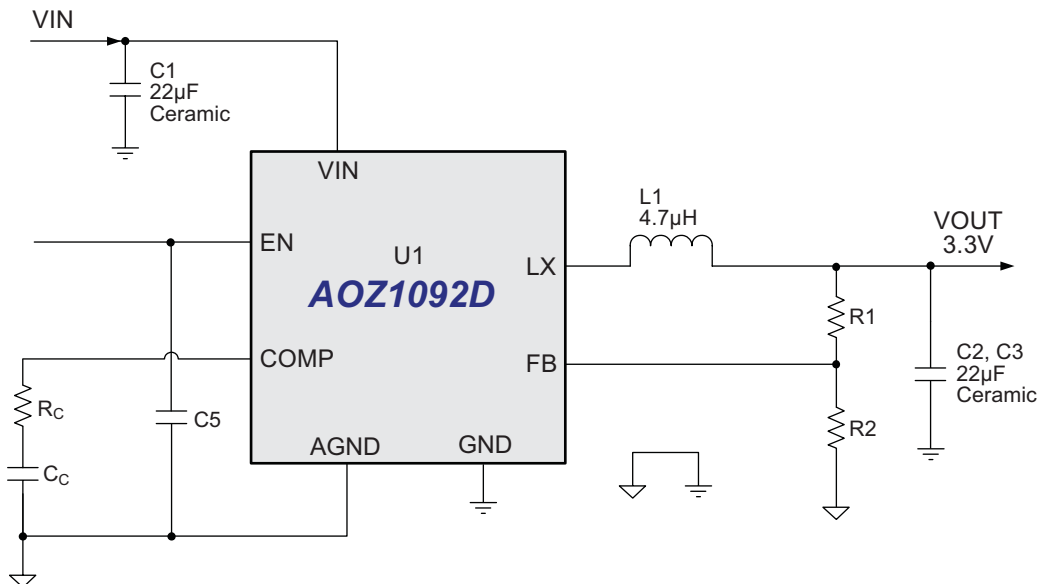 VIN
C1
22µF
Ceramic
VIN
L1
4.7µH
VOUT
3.3V
EN
U1
LX
AOZ1092D
R1
COMP
FB
C2, C3
22µF
Ceramic
RC
C5
R2
AGND
GND
CC